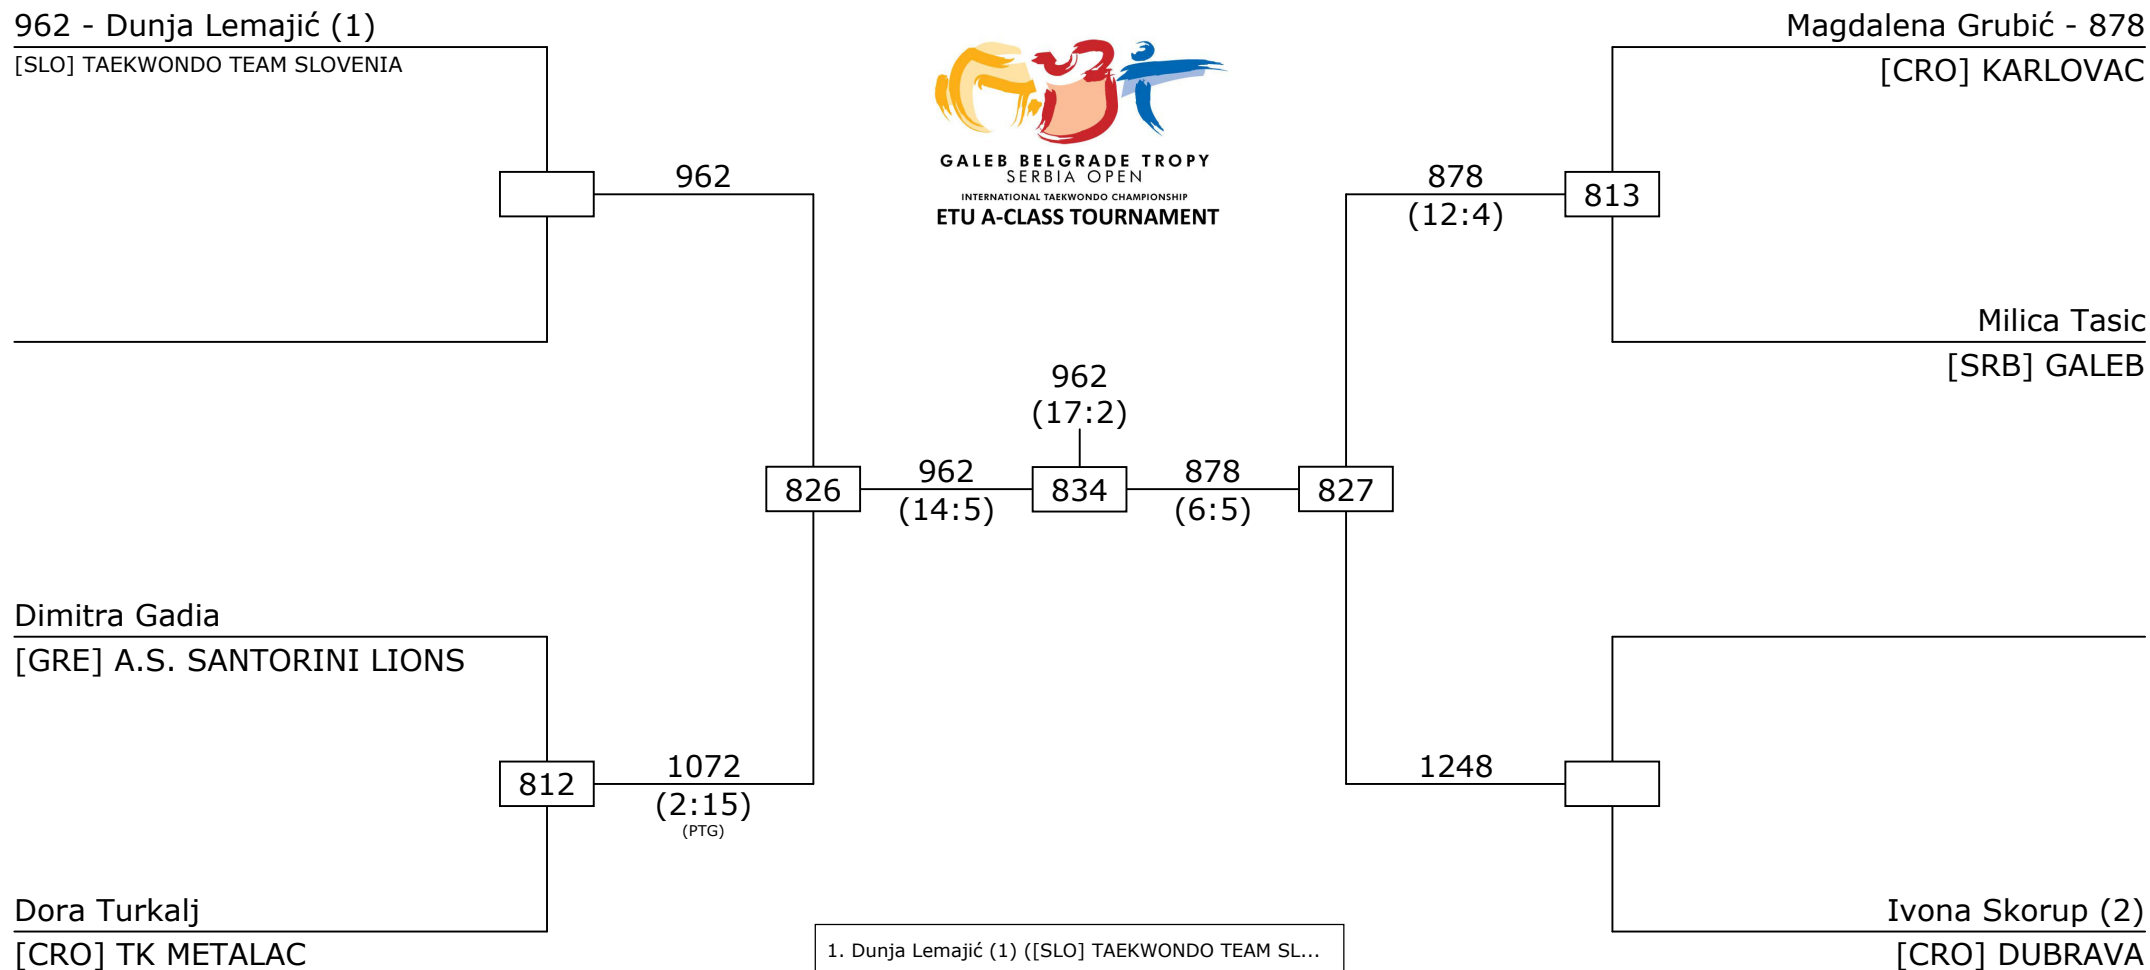 962 - Dunja Lemajić (1)
[SLO] TAEKWONDO TEAM SLOVENIA
Magdalena Grubić - 878
[CRO] KARLOVAC
GALEB BELGRADE TROPY
SERBIA OPEN
INTERNATIONAL TAEKWONDO CHAMPIONSHIP
ETU A-CLASS TOURNAMENT
962
878
(12:4)
813
Milica Tasic
[SRB] GALEB
962
(17:2)
826
962
(14:5)
834
878
(6:5)
827
Dimitra Gadia
[GRE] A.S. SANTORINI LIONS
812
1072
(2:15)
(PTG)
1248
Dora Turkalj
[CRO] TK METALAC
Ivona Skorup (2)
[CRO] DUBRAVA
1. Dunja Lemajić (1) ([SLO] TAEKWONDO TEAM SL...